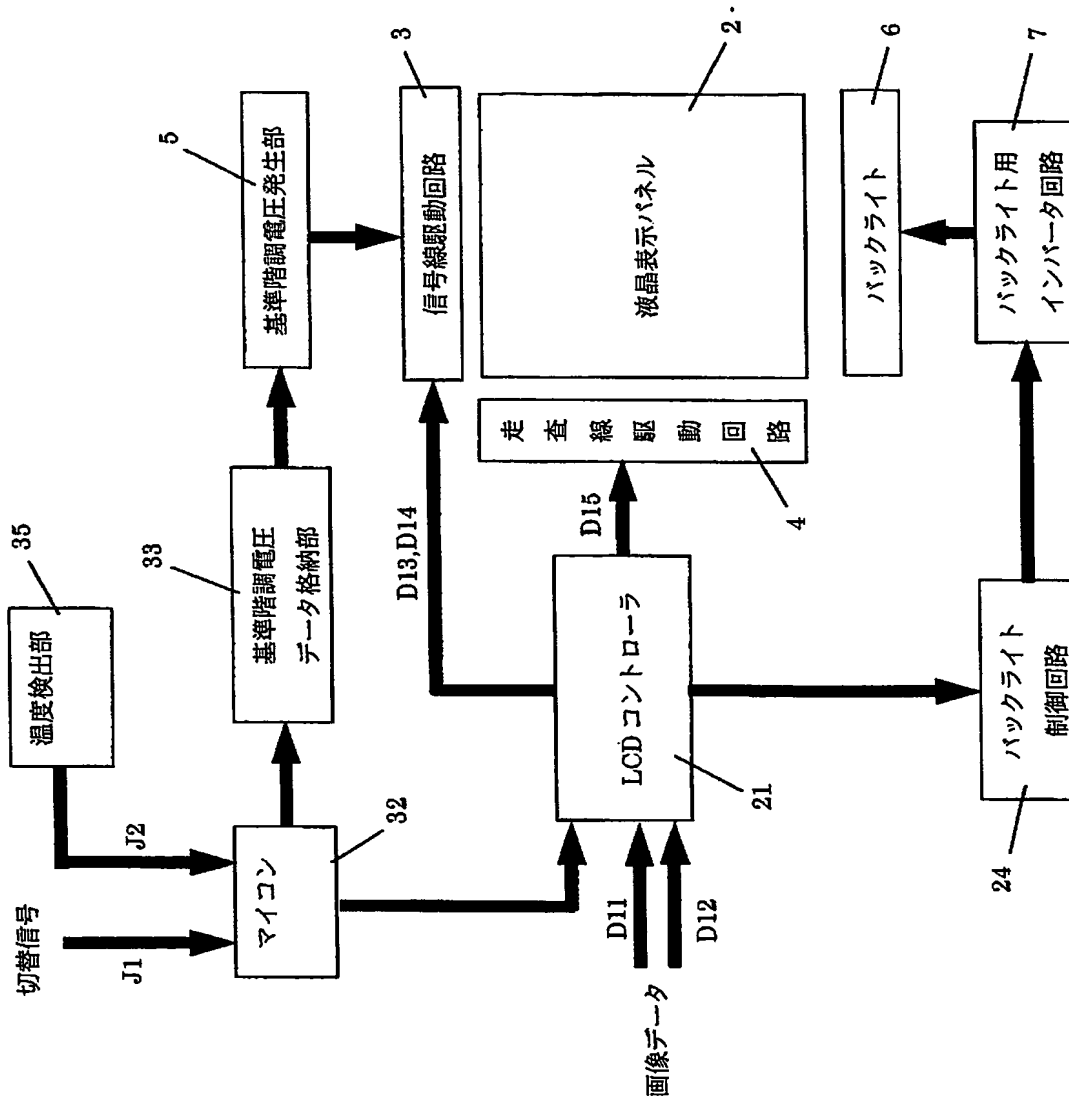 切替信号
J1
J2
温度検出部
35
マイコン
32
基準階調電圧
データ格納部
33
基準階調電圧発生部
5
信号線駆動回路
3
D13,D14
液晶表示パネル
2
走査線駆動回路
4
D15
LCDコントローラ
21
画像データ
D11
D12
バックライト
6
バックライト用
インバータ回路
7
バックライト
制御回路
24